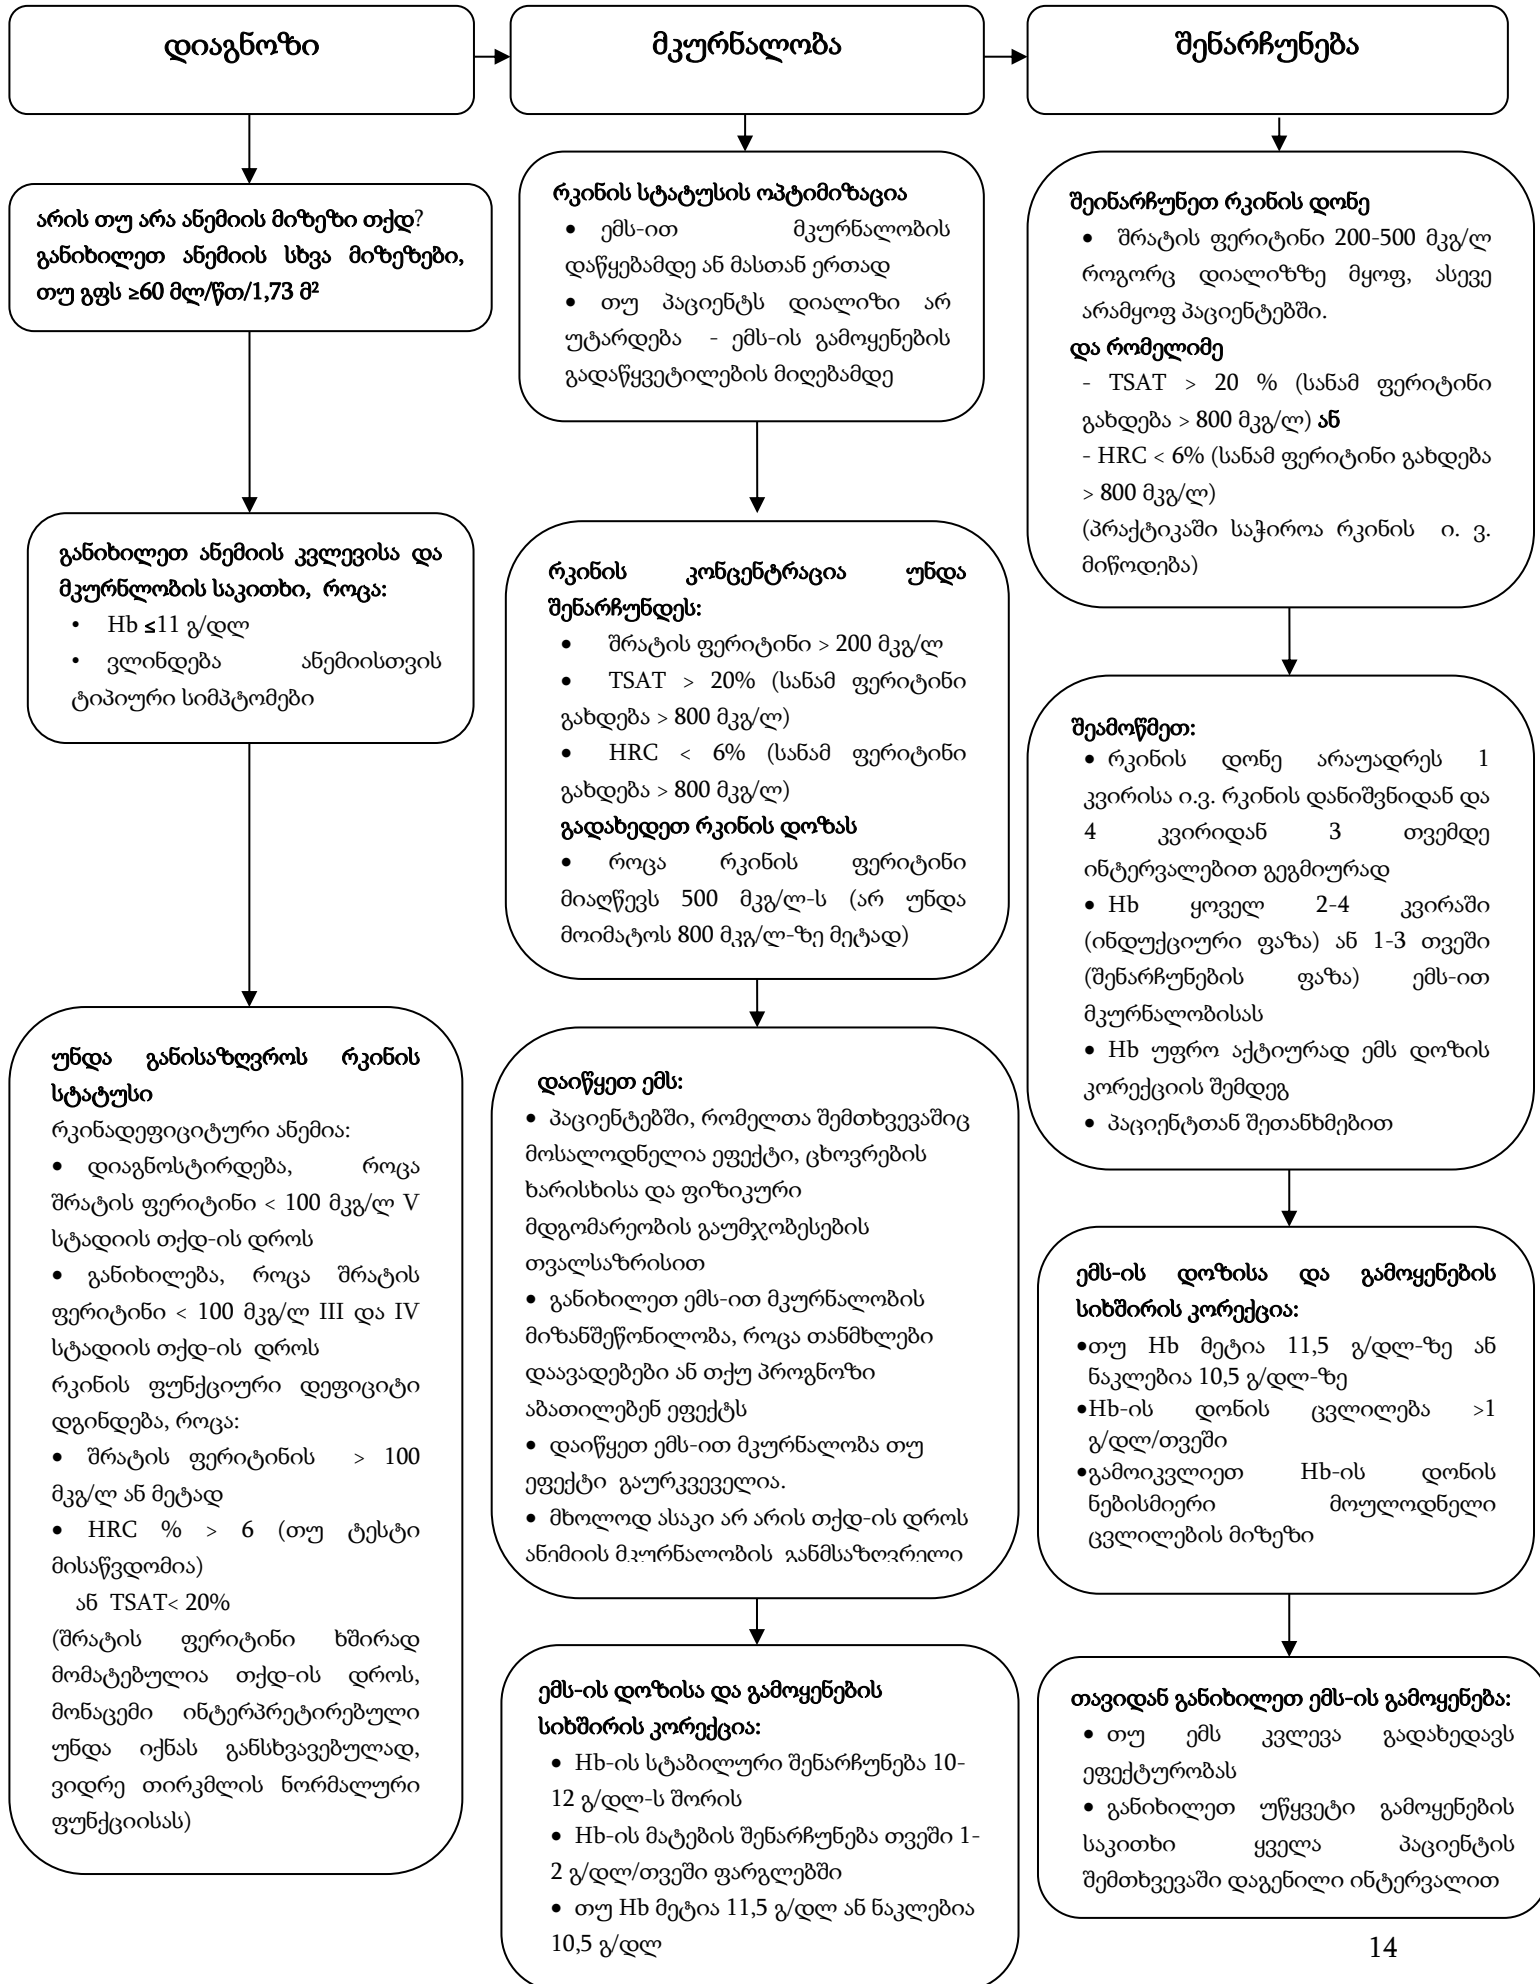 დიაგნოზი
მკურნალობა
შენარჩუნება
არის თუ არა ანემიის მიზეზი თქდ?
განიხილეთ ანემიის სხვა მიზეზები,
თუ გფს ≥60 მლ/წთ/1,73 მ²
განიხილეთ ანემიის კვლევისა და
მკურნლობის საკითხი, როცა:
• Hb ≤11 გ/დლ
• ვლინდება ანემიისთვის
ტიპიური სიმპტომები
უნდა განისაზღვროს რკინის
სტატუსი
რკინადეფიციტური ანემია:
• დიაგნოსტირდება, როცა
შრატის ფერიტინი < 100 მკგ/ლ V
სტადიის თქდ-ის დროს
• განიხილება, როცა შრატის
ფერიტინი < 100 მკგ/ლ III და IV
სტადიის თქდ-ის დროს
რკინის ფუნქციური დეფიციტი
დგინდება, როცა:
• შრატის ფერიტინის > 100
მკგ/ლ ან მეტად
• HRC % > 6 (თუ ტესტი
მისაწვდომია)
ან TSAT< 20%
(შრატის ფერიტინი ხშირად
მომატებულია თქდ-ის დროს,
მონაცემი ინტერპრეტირებული
უნდა იქნას განსხვავებულად,
ვიდრე თირკმლის ნორმალური
ფუნქციისას)
რკინის სტატუსის ოპტიმიზაცია
• ემს-ით მკურნალობის
დაწყებამდე ან მასთან ერთად
• თუ პაციენტს დიალიზი არ
უტარდება - ემს-ის გამოყენების
გადაწყვეტილების მიღებამდე
რკინის კონცენტრაცია უნდა
შენარჩუნდეს:
• შრატის ფერიტინი > 200 მკგ/ლ
• TSAT > 20% (სანამ ფერიტინი
გახდება > 800 მკგ/ლ)
• HRC < 6% (სანამ ფერიტინი
გახდება > 800 მკგ/ლ)
გადახედეთ რკინის დოზას
• როცა რკინის ფერიტინი
მიაღწევს 500 მკგ/ლ-ს (არ უნდა
მოიმატოს 800 მკგ/ლ-ზე მეტად)
დაიწყეთ ემს:
• პაციენტებში, რომელთა შემთხვევაშიც
მოსალოდნელია ეფექტი, ცხოვრების
ხარისხისა და ფიზიკური
მდგომარეობის გაუმჯობესების
თვალსაზრისით
• განიხილეთ ემს-ით მკურნალობის
მიზანშეწონილობა, როცა თანმხლები
დაავადებები ან თქუ პროგნოზი
აბათილებენ ეფექტს
• დაიწყეთ ემს-ით მკურნალობა თუ
ეფექტი გაურკვეველია.
• მხოლოდ ასაკი არ არის თქდ-ის დროს
ანემიის მკურნალობის განმსაზღვრელი
ემს-ის დოზისა და გამოყენების
სიხშირის კორექცია:
• Hb-ის სტაბილური შენარჩუნება 10-
12 გ/დლ-ს შორის
• Hb-ის მატების შენარჩუნება თვეში 1-
2 გ/დლ/თვეში ფარგლებში
• თუ Hb მეტია 11,5 გ/დლ ან ნაკლებია
10,5 გ/დლ
შეინარჩუნეთ რკინის დონე
• შრატის ფერიტინი 200-500 მკგ/ლ
როგორც დიალიზზე მყოფ, ასევე
არამყოფ პაციენტებში.
და რომელიმე
- TSAT > 20 % (სანამ ფერიტინი
გახდება > 800 მკგ/ლ) ან
- HRC < 6% (სანამ ფერიტინი გახდება
> 800 მკგ/ლ)
(პრაქტიკაში საჭიროა რკინის ი. ვ.
მიწოდება)
შეამოწმეთ:
• რკინის დონე არაუადრეს 1
კვირისა ი.ვ. რკინის დანიშვნიდან და
4 კვირიდან 3 თვემდე
ინტერვალებით გეგმიურად
• Hb ყოველ 2-4 კვირაში
(ინდუქციური ფაზა) ან 1-3 თვეში
(შენარჩუნების ფაზა) ემს-ით
მკურნალობისას
• Hb უფრო აქტიურად ემს დოზის
კორექციის შემდეგ
• პაციენტთან შეთანხმებით
ემს-ის დოზისა და გამოყენების
სიხშირის კორექცია:
•თუ Hb მეტია 11,5 გ/დლ-ზე ან
ნაკლებია 10,5 გ/დლ-ზე
•Hb-ის დონის ცვლილება >1
გ/დლ/თვეში
•გამოიკვლიეთ Hb-ის დონის
ნებისმიერი მოულოდნელი
ცვლილების მიზეზი
თავიდან განიხილეთ ემს-ის გამოყენება:
• თუ ემს კვლევა გადახედავს
ეფექტურობას
• განიხილეთ უწყვეტი გამოყენების
საკითხი ყველა პაციენტის
შემთხვევაში დაგენილი ინტერვალით
14